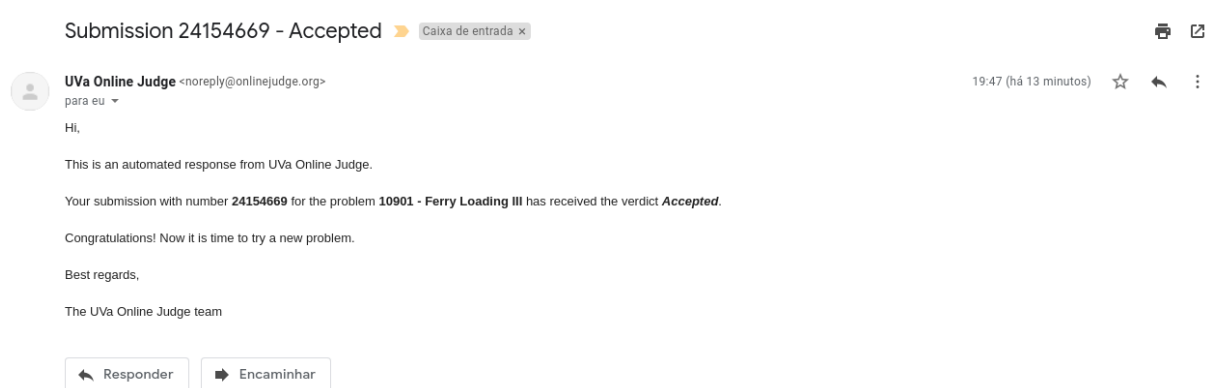 Submission 24154669 - Accepted Caixa de entrada ×
UVa Online Judge <noreply@onlinejudge.org> 19:47 (há 13 minutos)
para eu
Hi,
This is an automated response from UVa Online Judge.
Your submission with number 24154669 for the problem 10901 - Ferry Loading III has received the verdict Accepted.
Congratulations! Now it is time to try a new problem.
Best regards,
The UVa Online Judge team
Responder Encaminhar